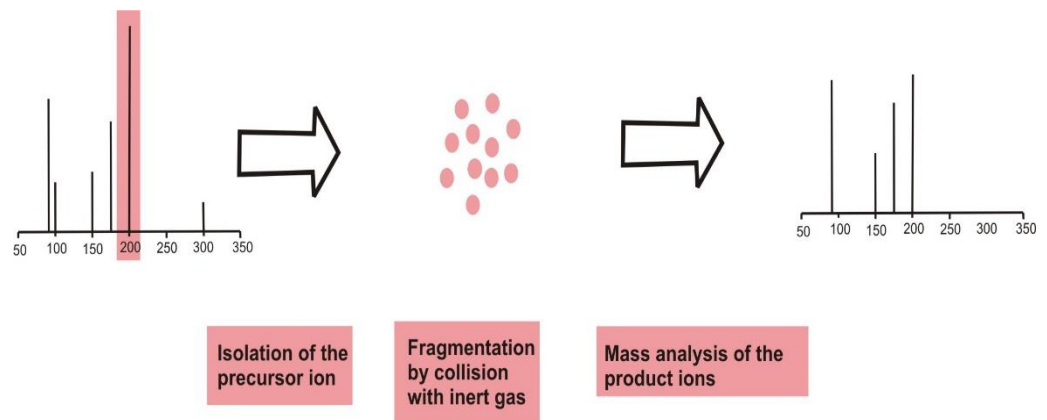 50 100 150 200 250 300 350
50 100 150 200 250 300 350
Isolation of the
precursor ion
Fragmentation
by collision
with inert gas
Mass analysis of the
product ions